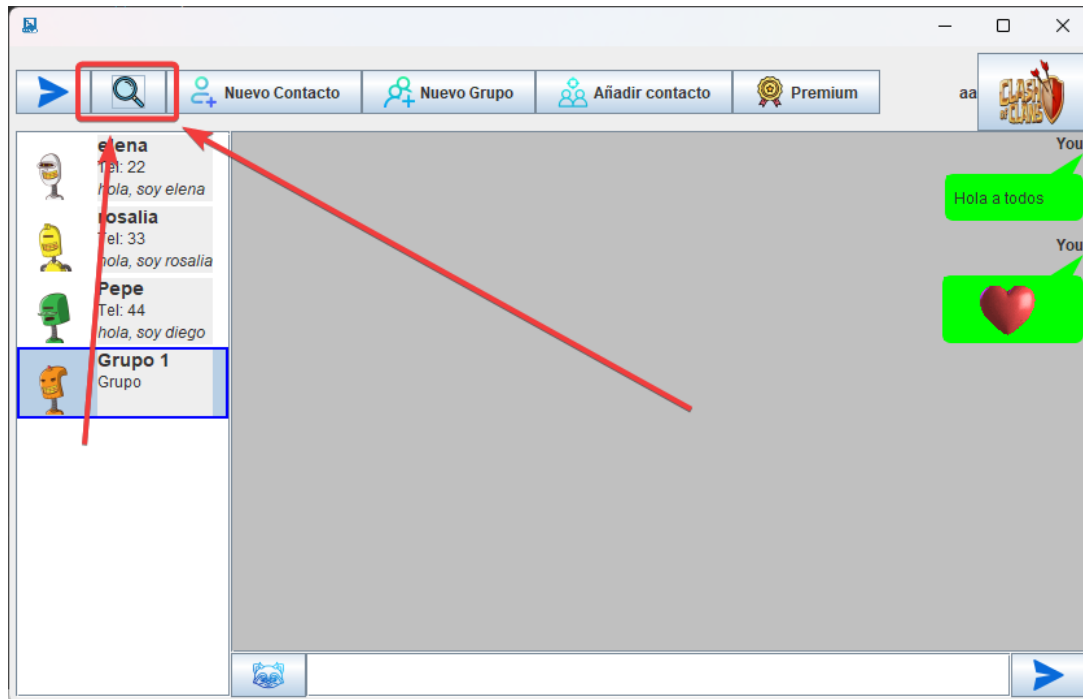 Nuevo Contacto
Nuevo Grupo
Añadir contacto
Premium
aa
CLASH
OF CLANS
elena
Tel: 22
hola, soy elena
rosalia
Tel: 33
hola, soy rosalia
Pepe
Tel: 44
hola, soy diego
Grupo 1
Grupo
You
Hola a todos
You